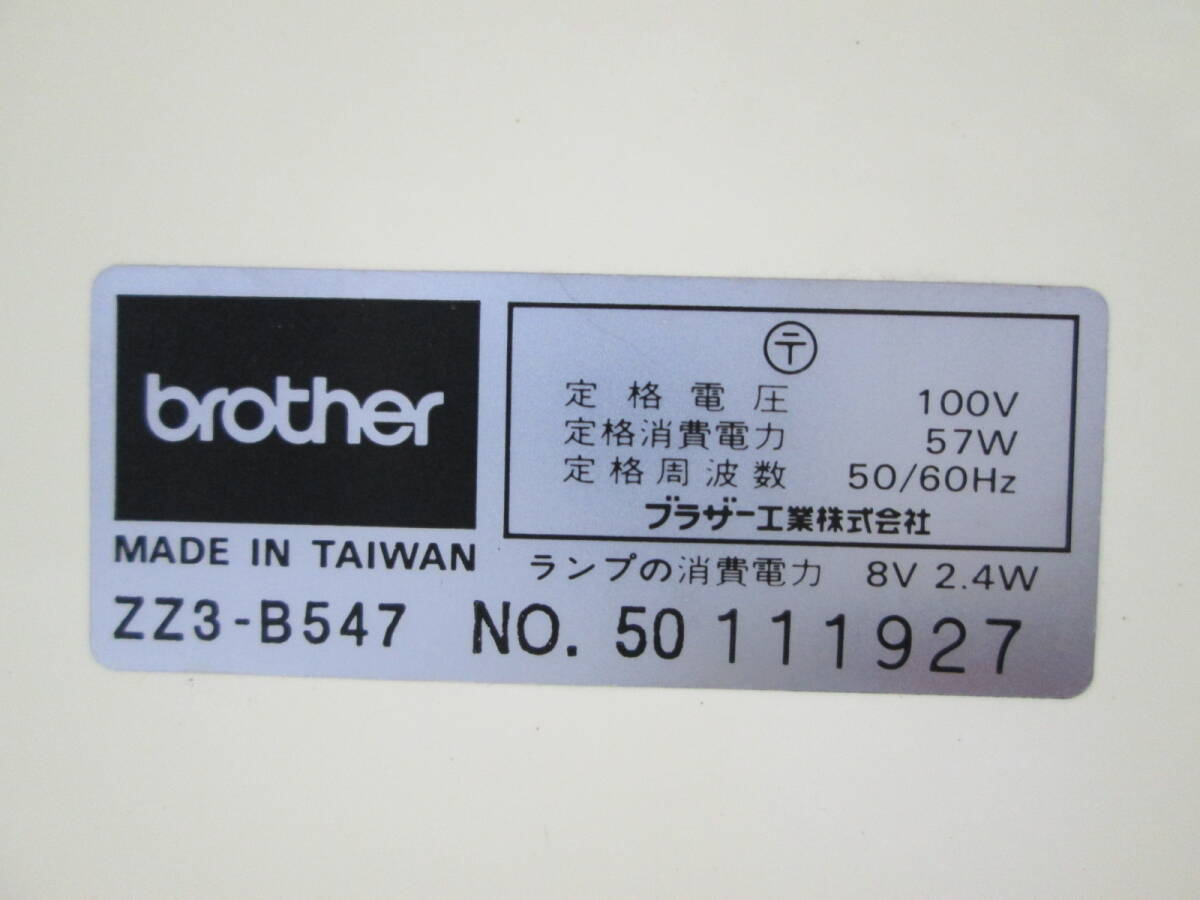 brother
MADE IN TAIWAN
〒
定格電圧 100V
定格消費電力 57W
定格周波数 50/60Hz
ブラザー工業株式会社
ランプの消費電力 8V 2.4W
ZZ3-B547 NO. 50111927